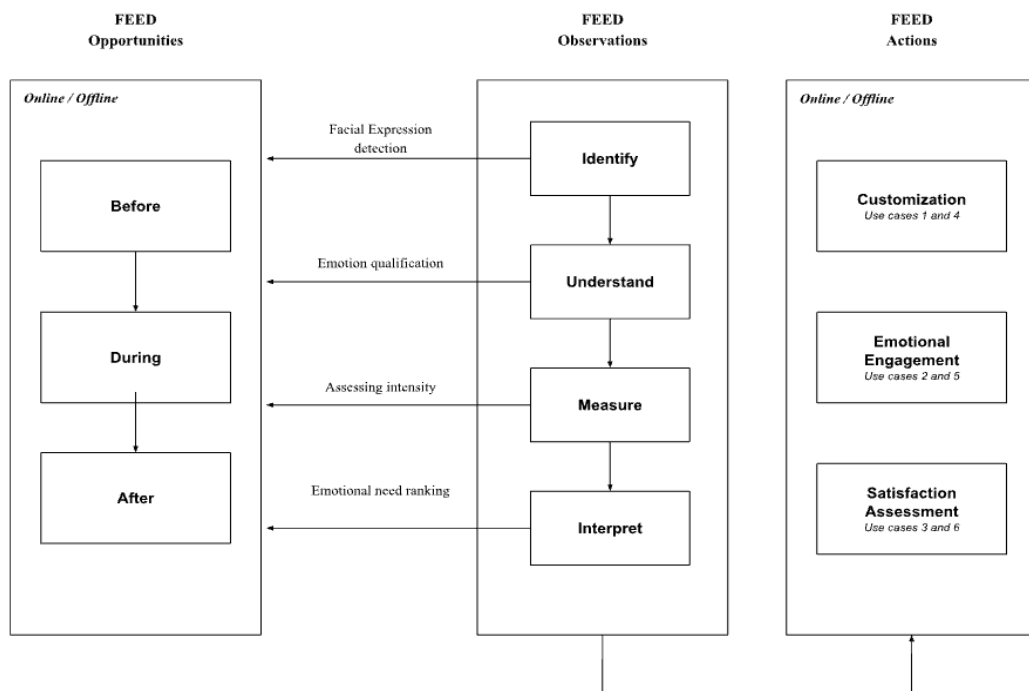 FEED
Opportunities
Online / Offline
Before
During
After
Facial Expression
detection
Emotion qualification
Assessing intensity
Emotional need ranking
FEED
Observations
Identify
Understand
Measure
Interpret
FEED
Actions
Online / Offline
Customization
Use cases 1 and 4
Emotional
Engagement
Use cases 2 and 5
Satisfaction
Assessment
Use cases 3 and 6